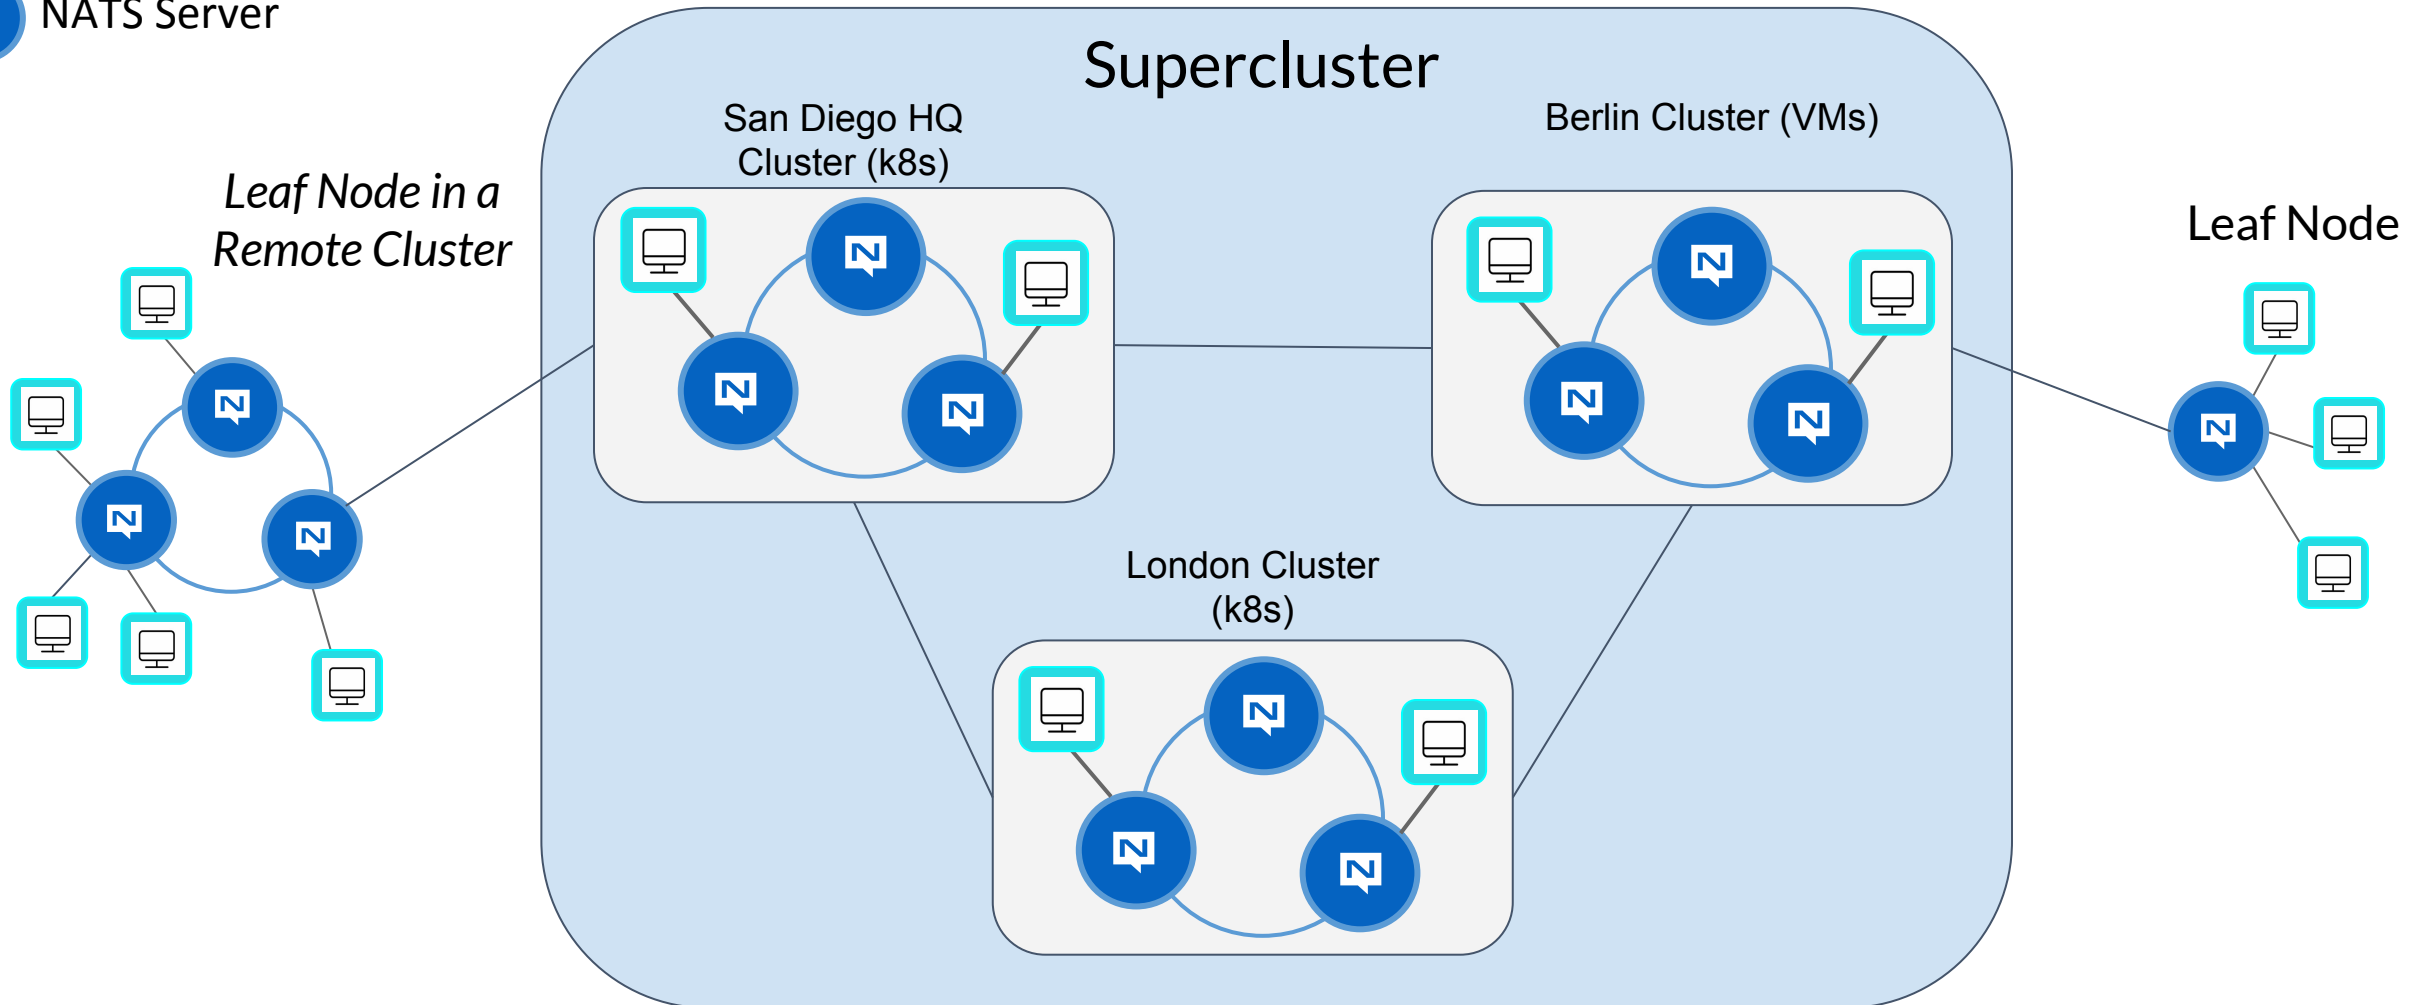 NATS Server
Supercluster
San Diego HQ
Cluster (k8s)
Berlin Cluster (VMs)
Leaf Node in a
Remote Cluster
Leaf Node
London Cluster
(k8s)